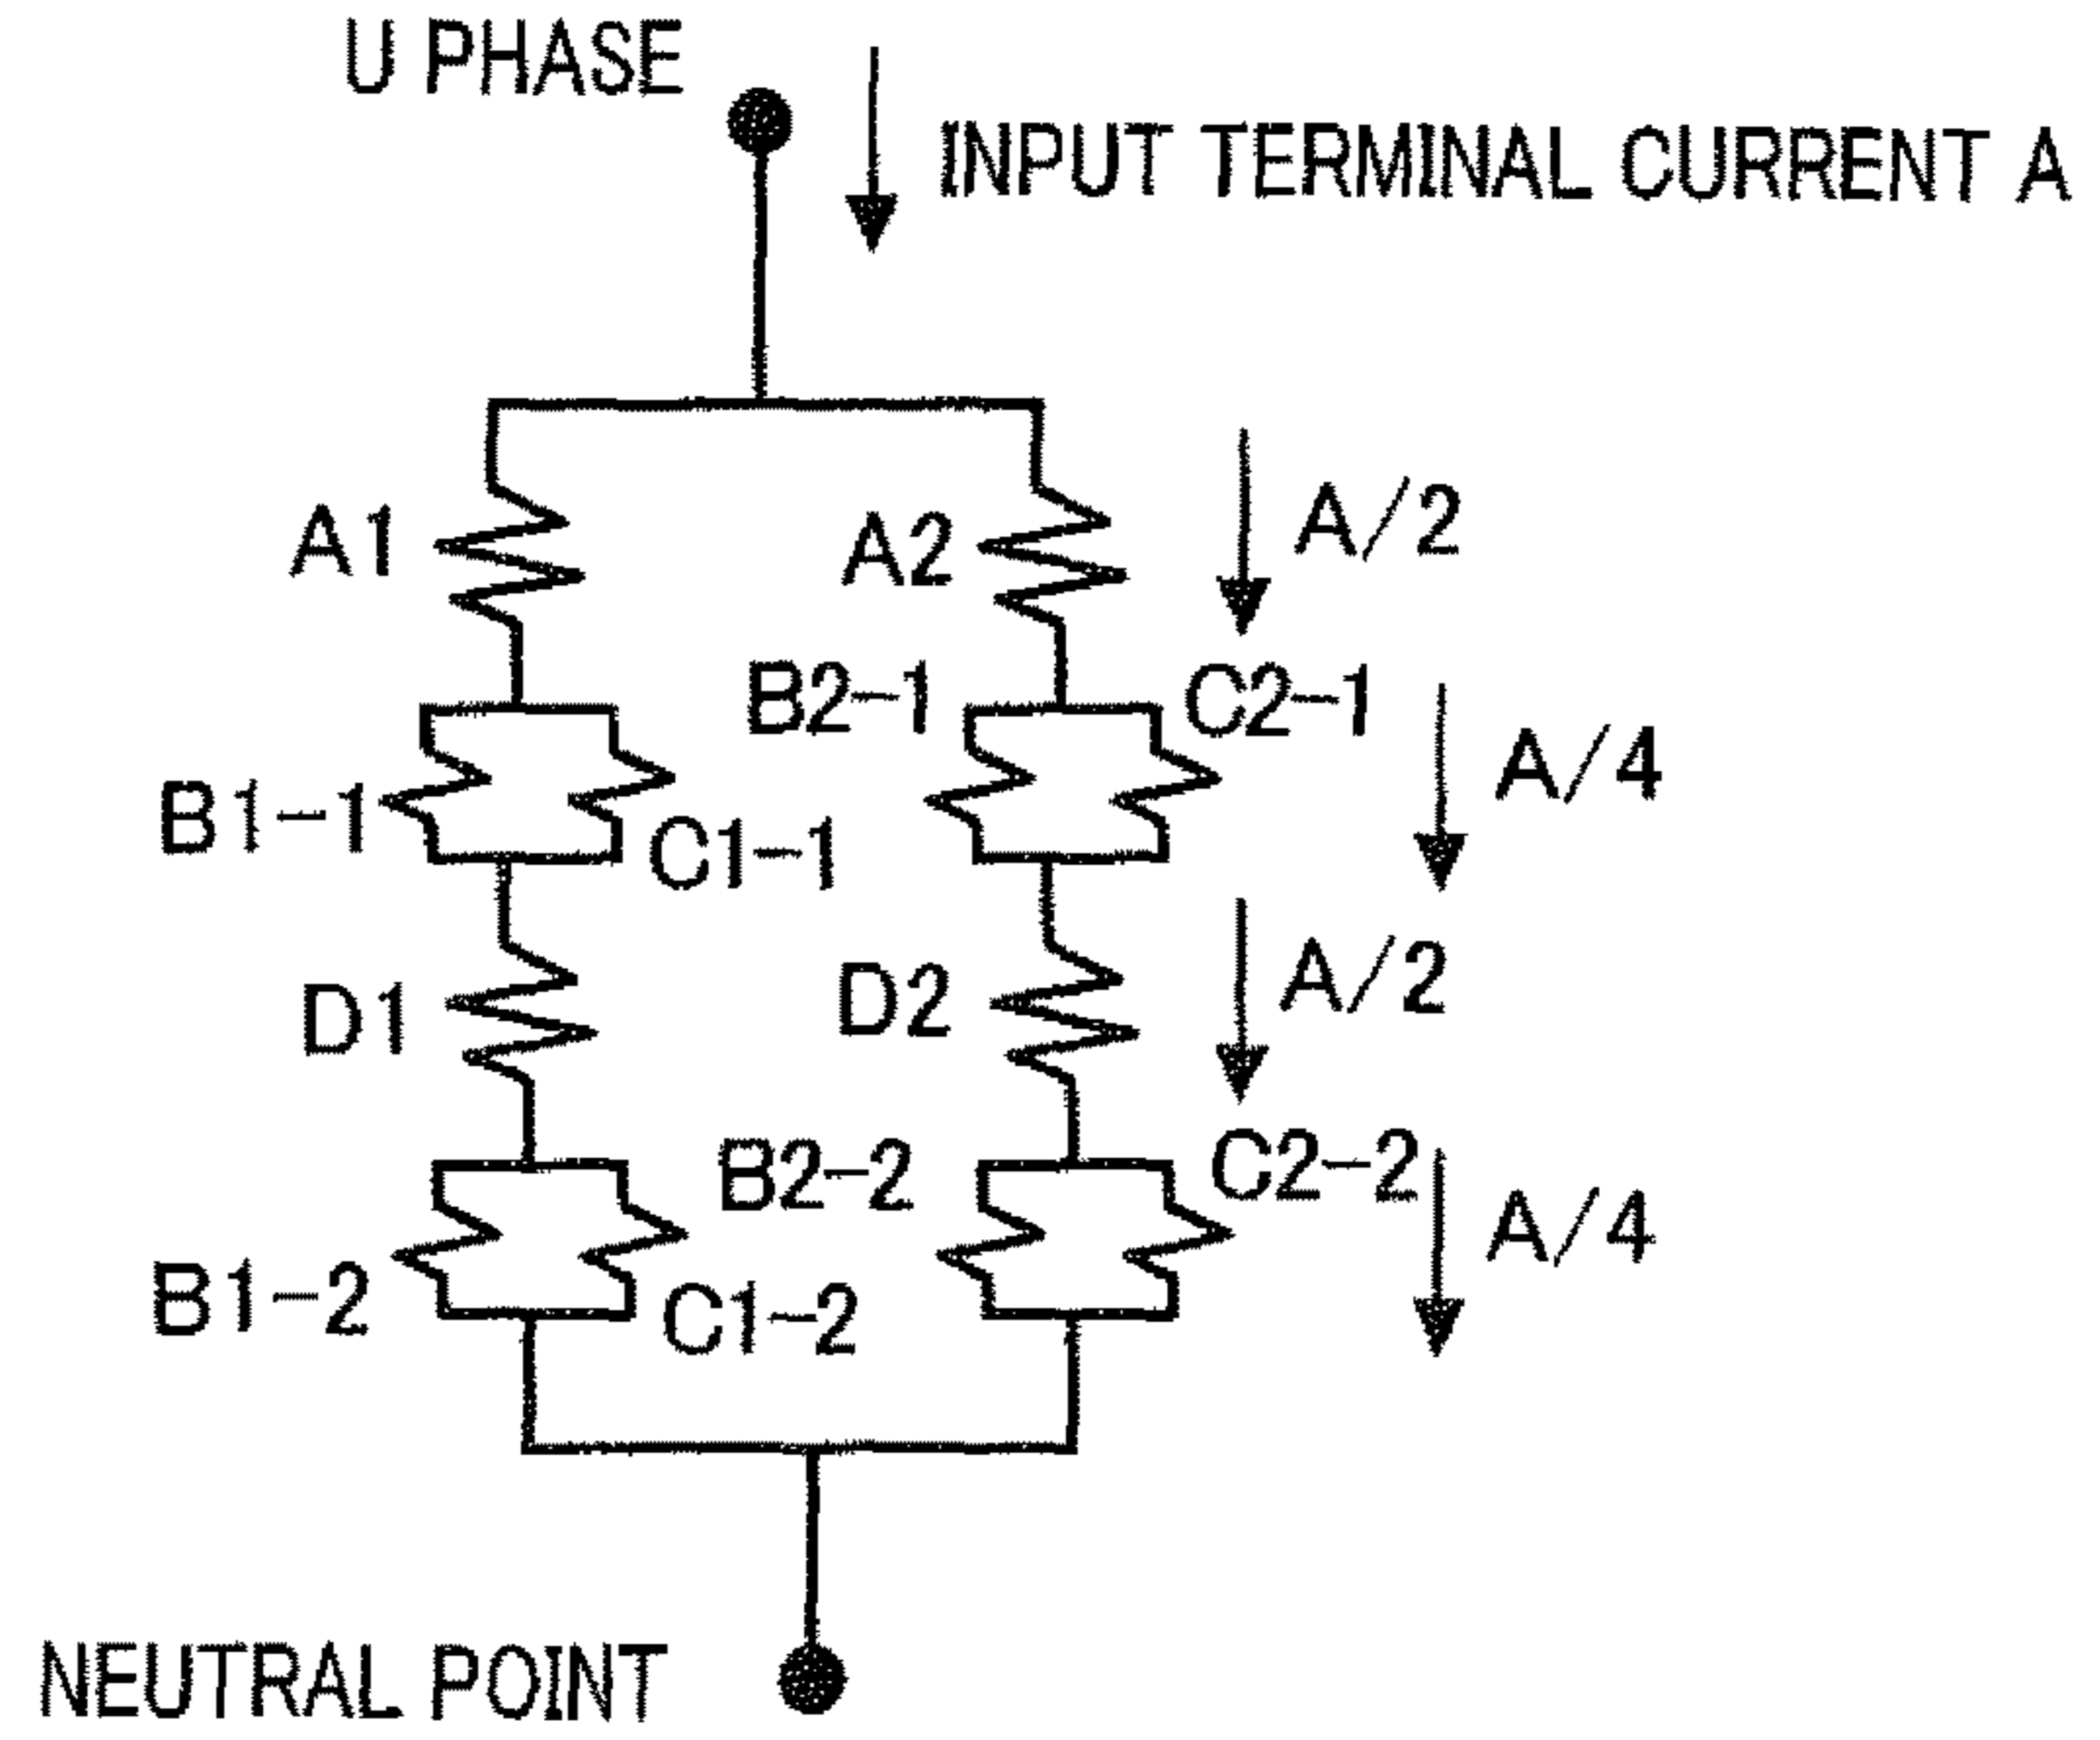 U PHASE
INPUT TERMINAL CURRENT A
A1
A2
A/2
B2-1
C2-1
A/4
B1-1
C1-1
D1
D2
A/2
B2-2
C2-2
A/4
B1-2
C1-2
NEUTRAL POINT